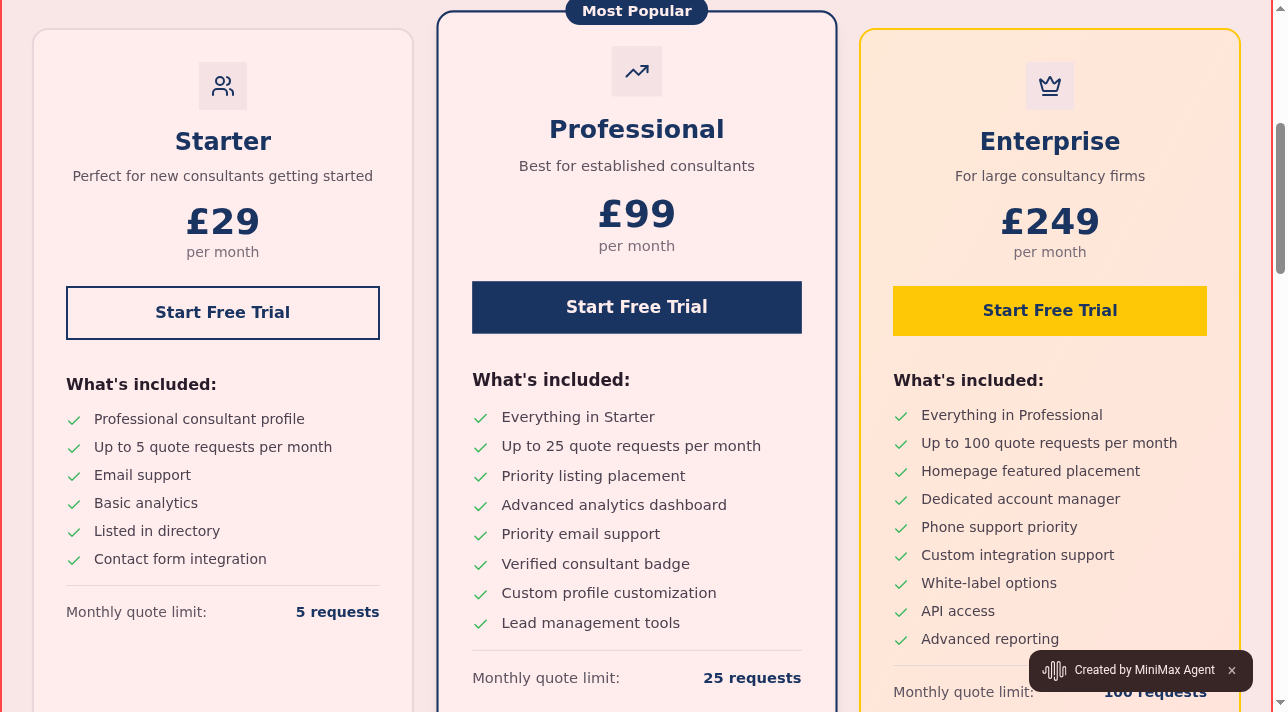 Most Popular
Starter
Perfect for new consultants getting started
£29
per month
Start Free Trial
What's included:
Professional consultant profile
Up to 5 quote requests per month
Email support
Basic analytics
Listed in directory
Contact form integration
Monthly quote limit: 5 requests
Professional
Best for established consultants
£99
per month
Start Free Trial
What's included:
Everything in Starter
Up to 25 quote requests per month
Priority listing placement
Advanced analytics dashboard
Priority email support
Verified consultant badge
Custom profile customization
Lead management tools
Monthly quote limit: 25 requests
Enterprise
For large consultancy firms
£249
per month
Start Free Trial
What's included:
Everything in Professional
Up to 100 quote requests per month
Homepage featured placement
Dedicated account manager
Phone support priority
Custom integration support
White-label options
API access
Advanced reporting
Monthly quote limit: 100 requests
Created by MiniMax Agent ×